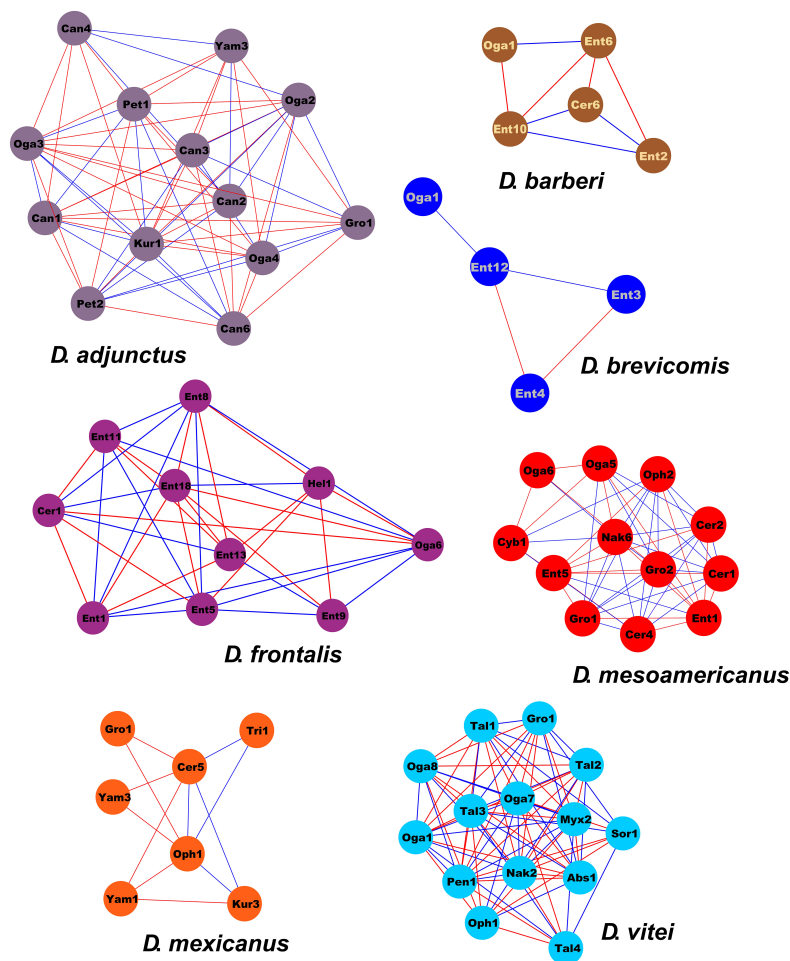 Can4
Yam3
Oga2
Pet1
Oga3
Can3
Can2
Can1
Gro1
Kur1
Oga4
Pet2
Can6
D. adjunctus
Oga1
Ent6
Cer6
Ent10
Ent2
D. barberi
Oga1
Ent12
Ent3
Ent4
D. brevicomis
Ent8
Ent11
Ent18
Hel1
Cer1
Ent13
Oga6
Ent5
Ent1
Ent9
D. frontalis
Oga6
Oga5
Oph2
Cer2
Cyb1
Nak6
Ent5
Gro2
Cer1
Gro1
Ent1
Cer4
D. mesoamericanus
Gro1
Tri1
Cer5
Yam3
Oph1
Yam1
Kur3
D. mexicanus
Tal1
Gro1
Oga8
Tal2
Oga7
Tal3
Myx2
Oga1
Sor1
Pen1
Nak2
Abs1
Oph1
Tal4
D. vitei